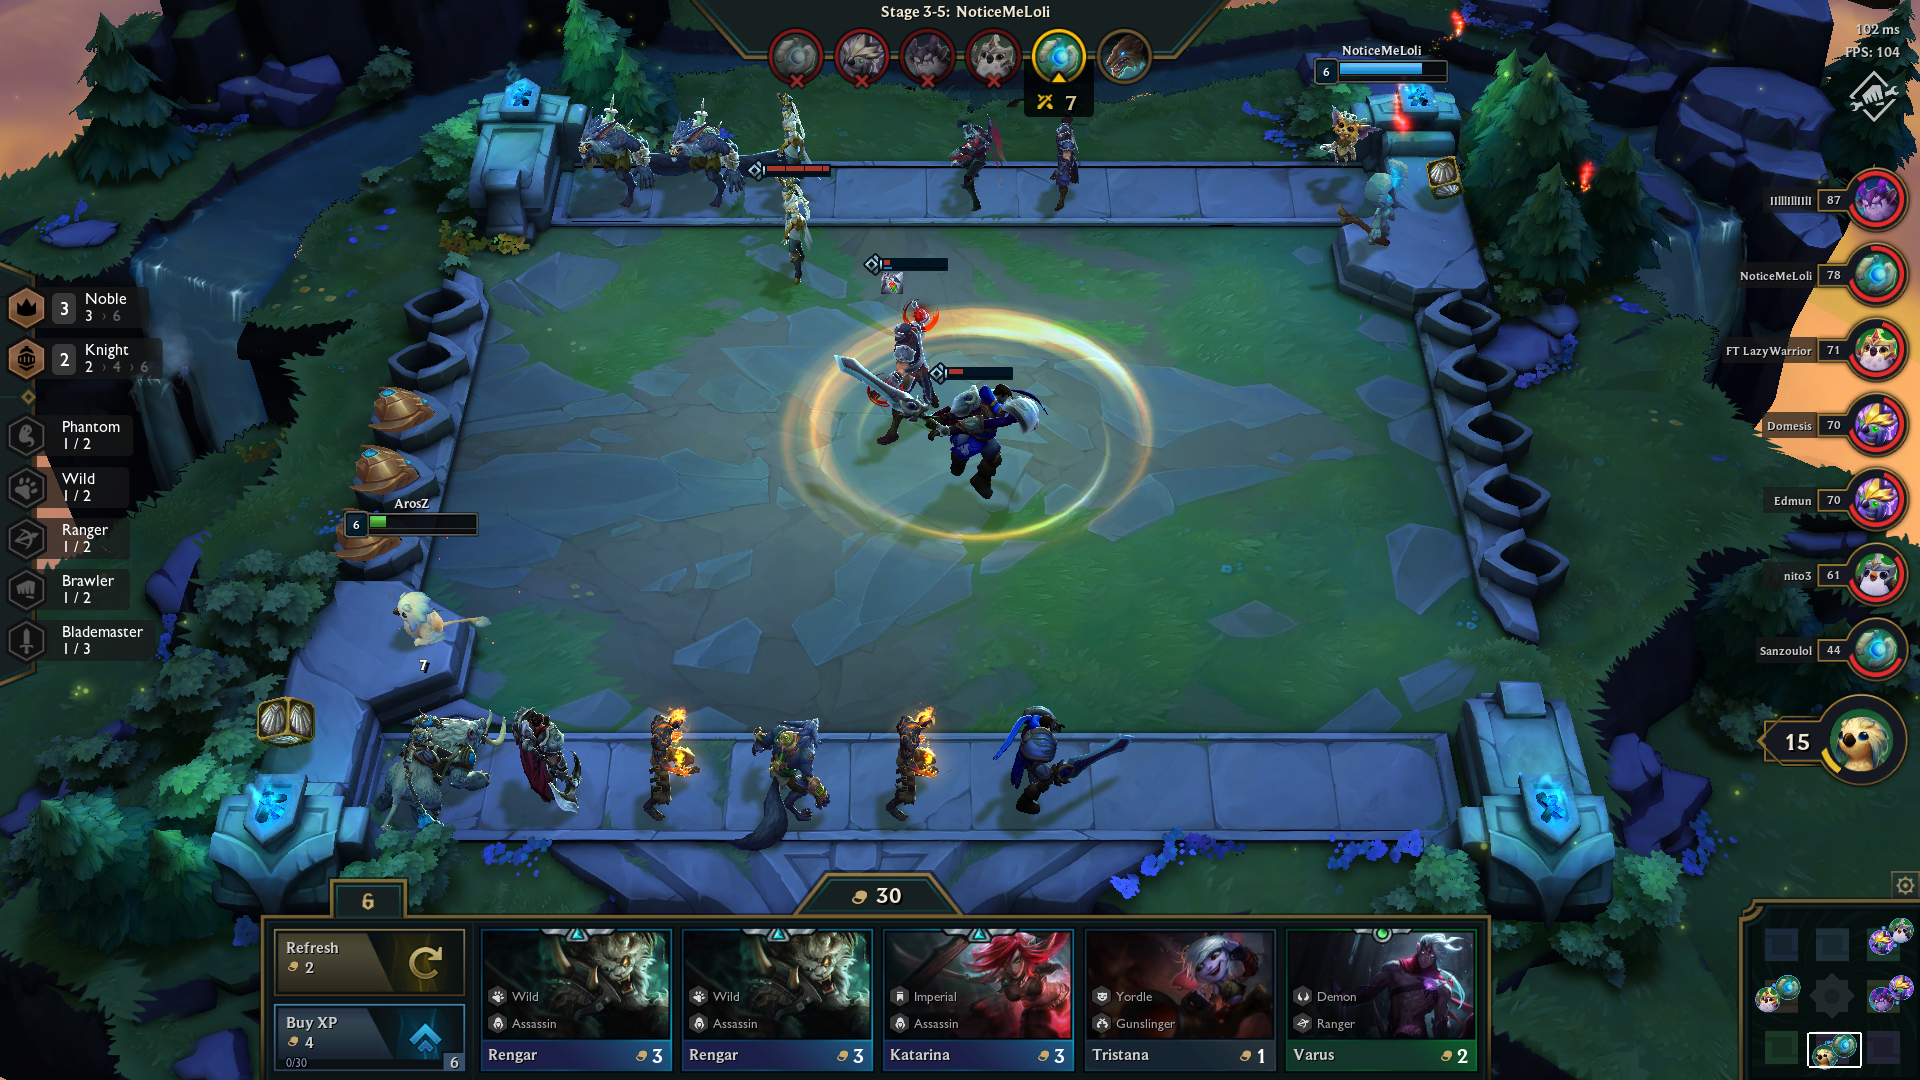 Stage 3-5: NoticeMeLoli
7
102 ms
FPS: 104
NoticeMeLoli
6
87
NoticeMeLoli
78
FT LazyWarrior
71
Domesis
70
Edmun
70
nito3
61
Sanzoulol
44
15
3
Noble
3 › 6
2
Knight
2 › 4 › 6
Phantom
1 / 2
Wild
1 / 2
Ranger
1 / 2
Brawler
1 / 2
Blademaster
1 / 3
ArosZ
6
7
6
30
Refresh
2
Buy XP
4
0/30
6
Wild
Assassin
Rengar
3
Wild
Assassin
Rengar
3
Imperial
Assassin
Katarina
3
Yordle
Gunslinger
Tristana
1
Demon
Ranger
Varus
2